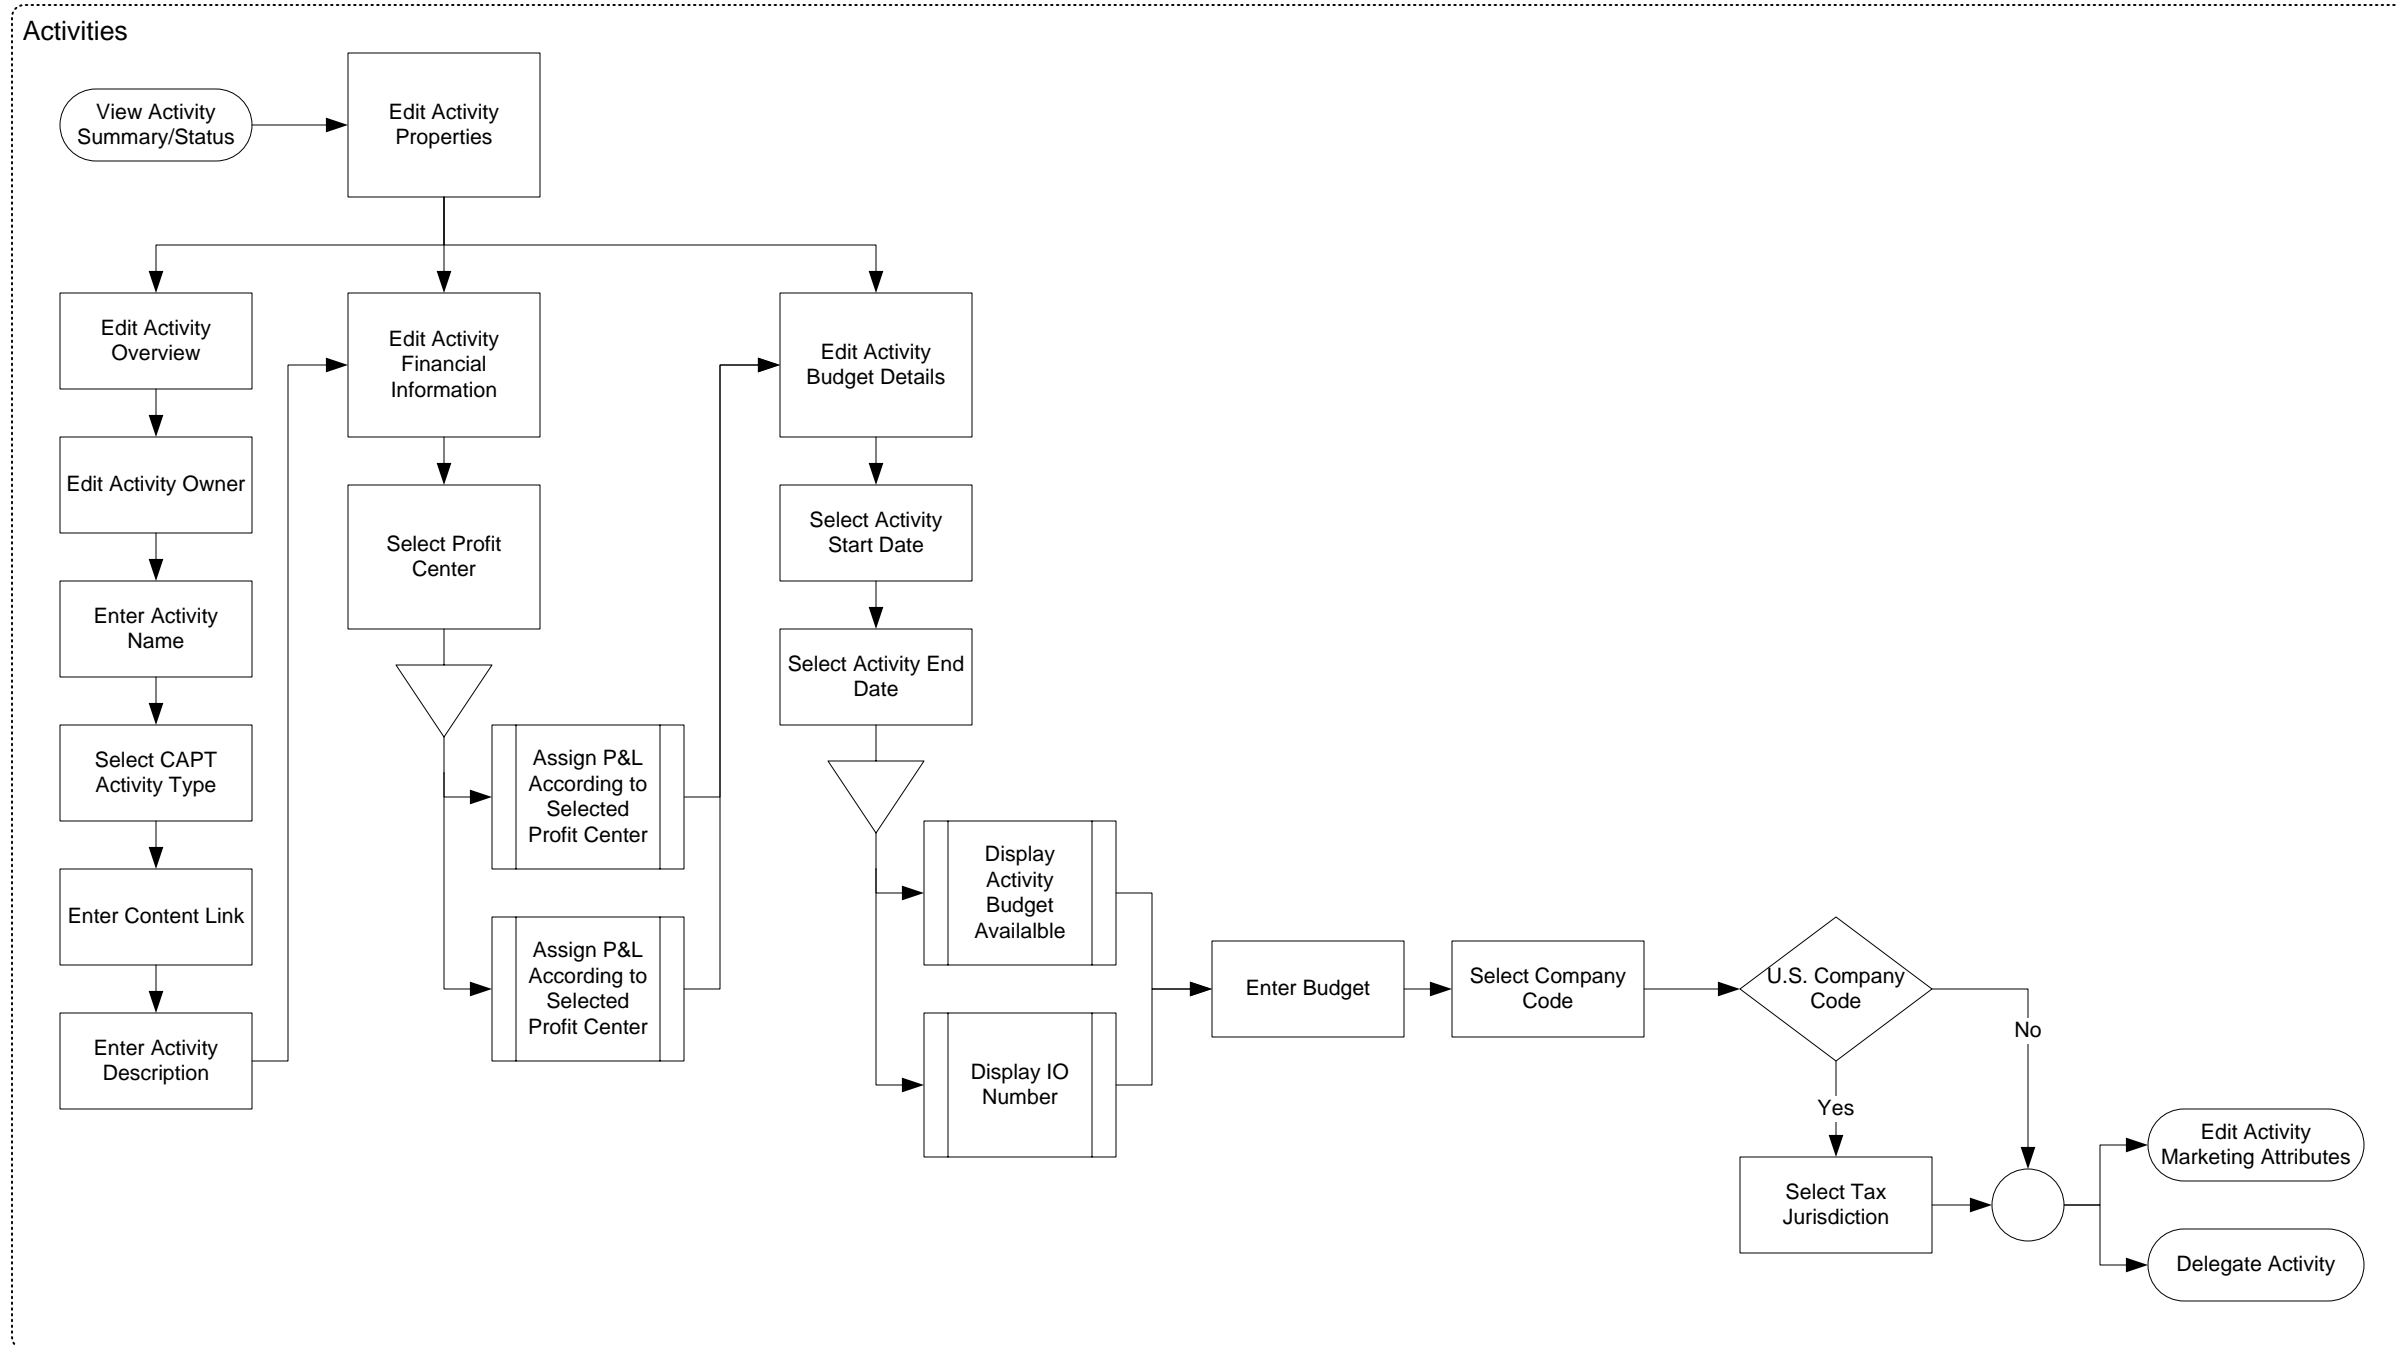 Activities
View Activity
Summary/Status
Edit Activity
Properties
Edit Activity
Overview
Edit Activity Owner
Enter Activity
Name
Select CAPT
Activity Type
Enter Content Link
Enter Activity
Description
Edit Activity
Financial
Information
Select Profit
Center
Assign P&L
According to
Selected
Profit Center
Assign P&L
According to
Selected
Profit Center
Edit Activity
Budget Details
Select Activity
Start Date
Select Activity End
Date
Display
Activity
Budget
Availalble
Display IO
Number
Enter Budget
Select Company
Code
U.S. Company
Code
No
Yes
Select Tax
Jurisdiction
Edit Activity
Marketing Attributes
Delegate Activity